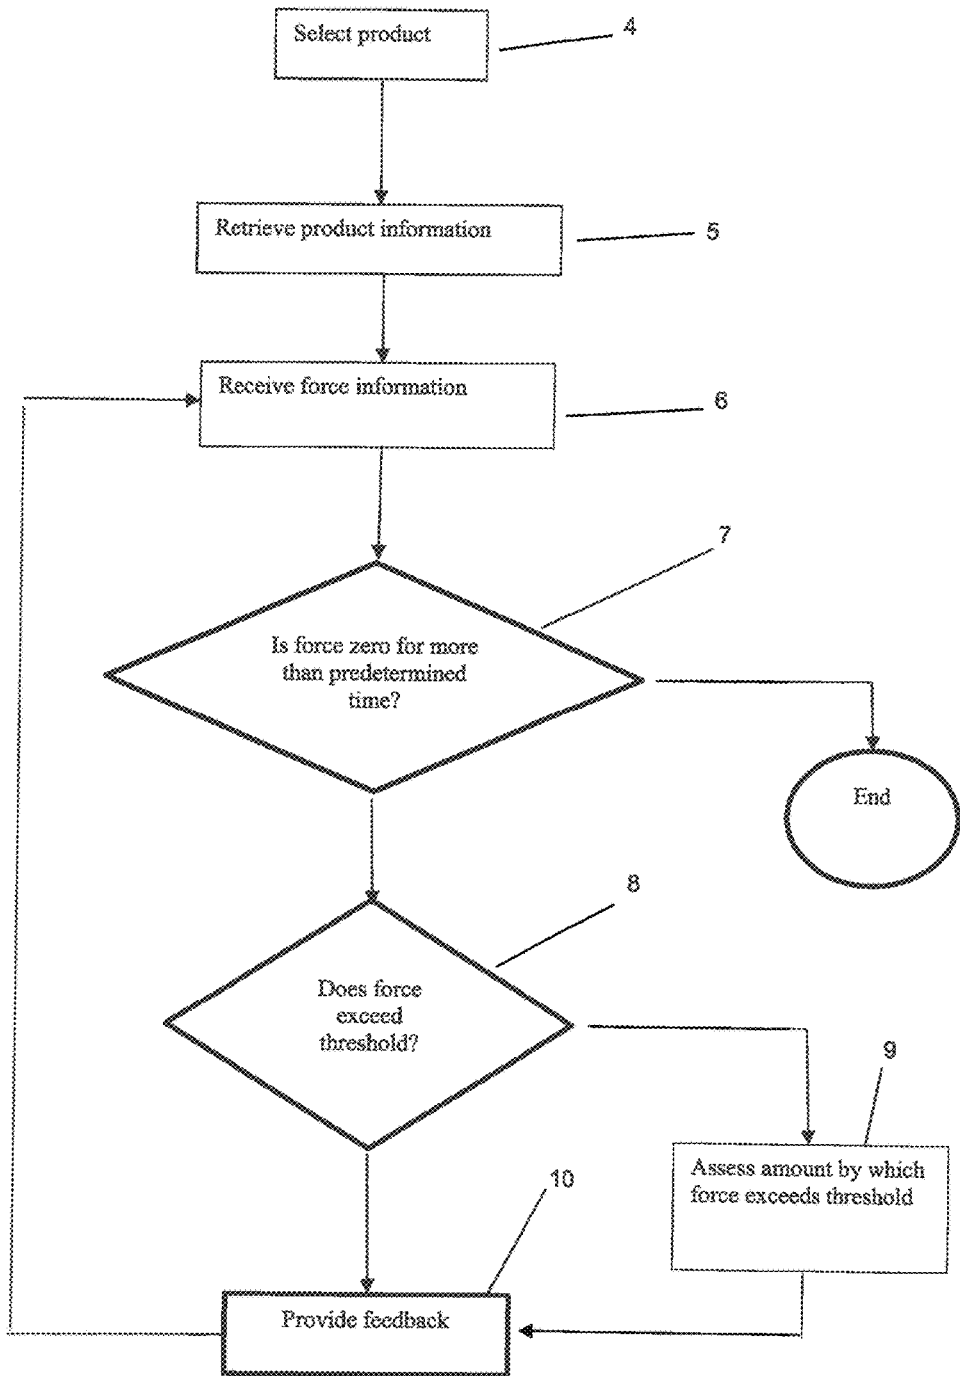 Select product
4
Retrieve product information
5
Receive force information
6
7
Is force zero for more
than predetermined
time?
End
8
Does force
exceed
threshold?
9
Assess amount by which
force exceeds threshold
10
Provide feedback